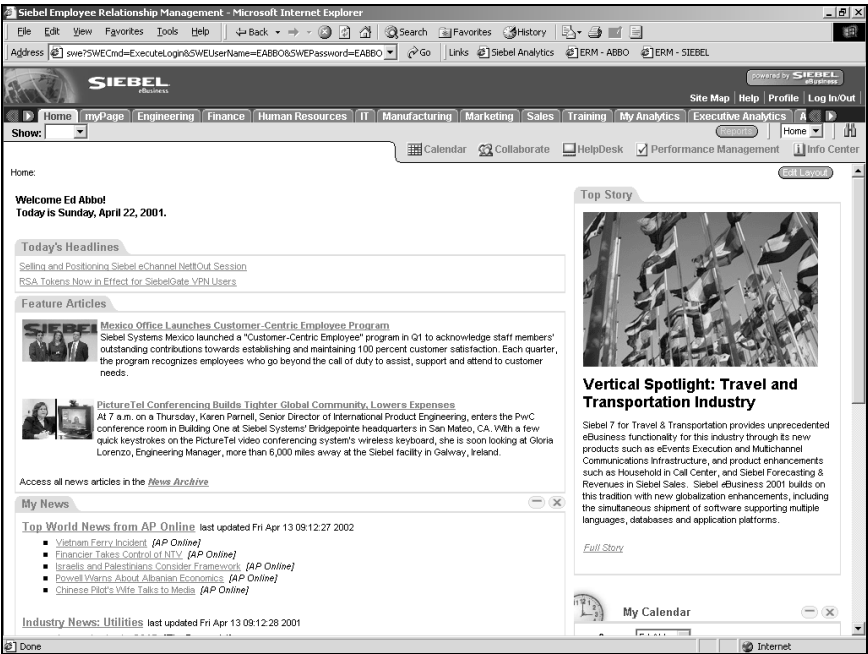 Siebel Employee Relationship Management - Microsoft Internet Explorer
File Edit View Favorites Tools Help Back Search Favorites History
Address swe?SWECmd=ExecuteLogin&SWEUserName=EABBO&SWEPassword=EABBO Go Links Siebel Analytics ERM - ABBO ERM - SIEBEL
SIEBEL
eBusiness
powered by SIEBEL
eBusiness
Site Map Help Profile Log In/Out
Home myPage Engineering Finance Human Resources IT Manufacturing Marketing Sales Training My Analytics Executive Analytics A
Show: Reports Home
Calendar Collaborate HelpDesk Performance Management Info Center
Home: Edit Layout
Welcome Ed Abbo!
Today is Sunday, April 22, 2001.
Today's Headlines
Selling and Positioning Siebel eChannel NettOut Session
RSA Tokens Now in Effect for SiebelGate VPN Users
Feature Articles
SIEBEL
Mexico Office Launches Customer-Centric Employee Program
Siebel Systems Mexico launched a "Customer-Centric Employee" program in Q1 to acknowledge staff members'
outstanding contributions towards establishing and maintaining 100 percent customer satisfaction. Each quarter,
the program recognizes employees who go beyond the call of duty to assist, support and attend to customer
needs.
PictureTel Conferencing Builds Tighter Global Community, Lowers Expenses
At 7 a.m. on a Thursday, Karen Parnell, Senior Director of International Product Engineering, enters the PwC
conference room in Building One at Siebel Systems' Bridgepointe headquarters in San Mateo, CA. With a few
quick keystrokes on the PictureTel video conferencing system's wireless keyboard, she is soon looking at Gloria
Lorenzo, Engineering Manager, more than 6,000 miles away at the Siebel facility in Galway, Ireland.
Access all news articles in the News Archive
My News
Top World News from AP Online last updated Fri Apr 13 09:12:27 2002
Vietnam Ferry Incident [AP Online]
Financier Takes Control of NTV [AP Online]
Israelis and Palestinians Consider Framework [AP Online]
Powell Warns About Albanian Economics [AP Online]
Chinese Pilot's Wife Talks to Media [AP Online]
Industry News: Utilities last updated Fri Apr 13 09:12:28 2001
Top Story
Vertical Spotlight: Travel and
Transportation Industry
Siebel 7 for Travel & Transportation provides unprecedented
eBusiness functionality for this industry through its new
products such as eEvents Execution and Multichannel
Communications Infrastructure, and product enhancements
such as Household in Call Center, and Siebel Forecasting &
Revenues in Siebel Sales. Siebel eBusiness 2001 builds on
this tradition with new globalization enhancements, including
the simultaneous shipment of software supporting multiple
languages, databases and application platforms.
Full Story
My Calendar
Done Internet